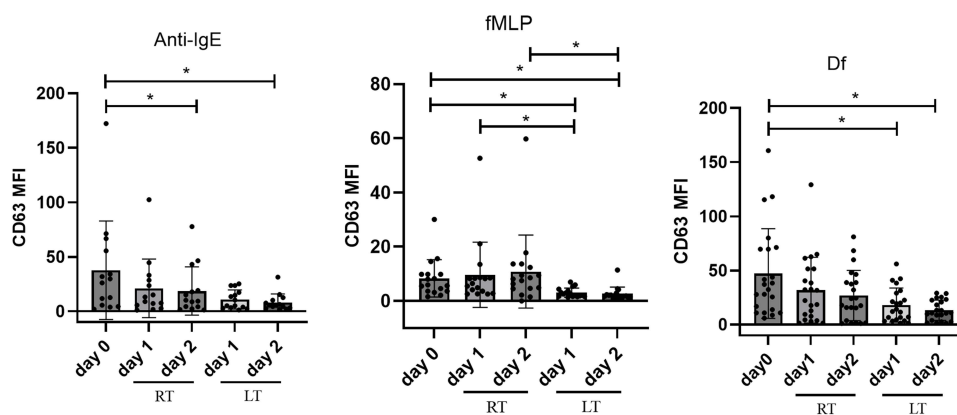 Anti-IgE
*
*
CD63 MFI
200
150
100
50
0
day 0
day 1
day 2
day 1
day 2
RT
LT
fMLP
*
*
*
*
CD63 MFI
80
60
40
20
0
day 0
day 1
day 2
day 1
day 2
RT
LT
Df
*
*
CD63 MFI
200
150
100
50
0
day0
day1
day2
day1
day2
RT
LT